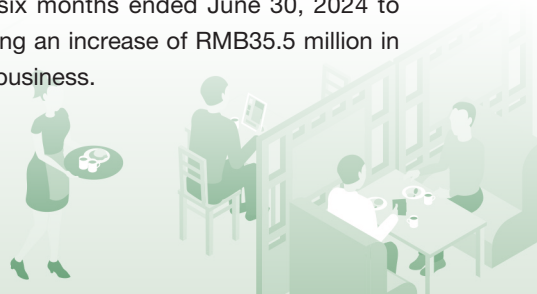 six months ended June 30, 2024 to
ng an increase of RMB35.5 million in
business.